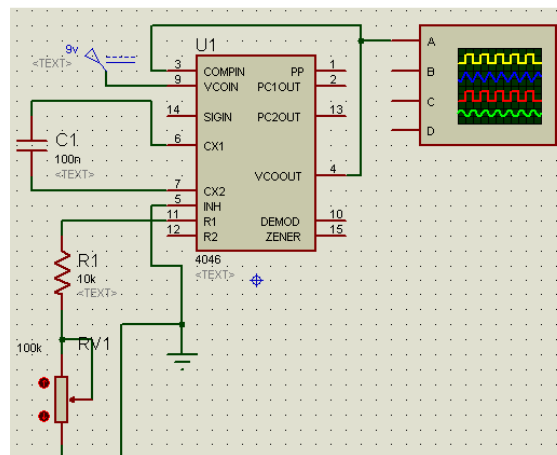 U1
9v
<TEXT>
3 COMPIN PP 1
9 VCOIN PC1OUT 2
14 SIGIN PC2OUT 13
6 CX1
7 CX2 VCOOUT 4
5 INH
11 R1 DEMOD 10
12 R2 ZENER 15
4046
<TEXT>
A
B
C
D
C1
100n
<TEXT>
R1
10k
<TEXT>
RV1
100k